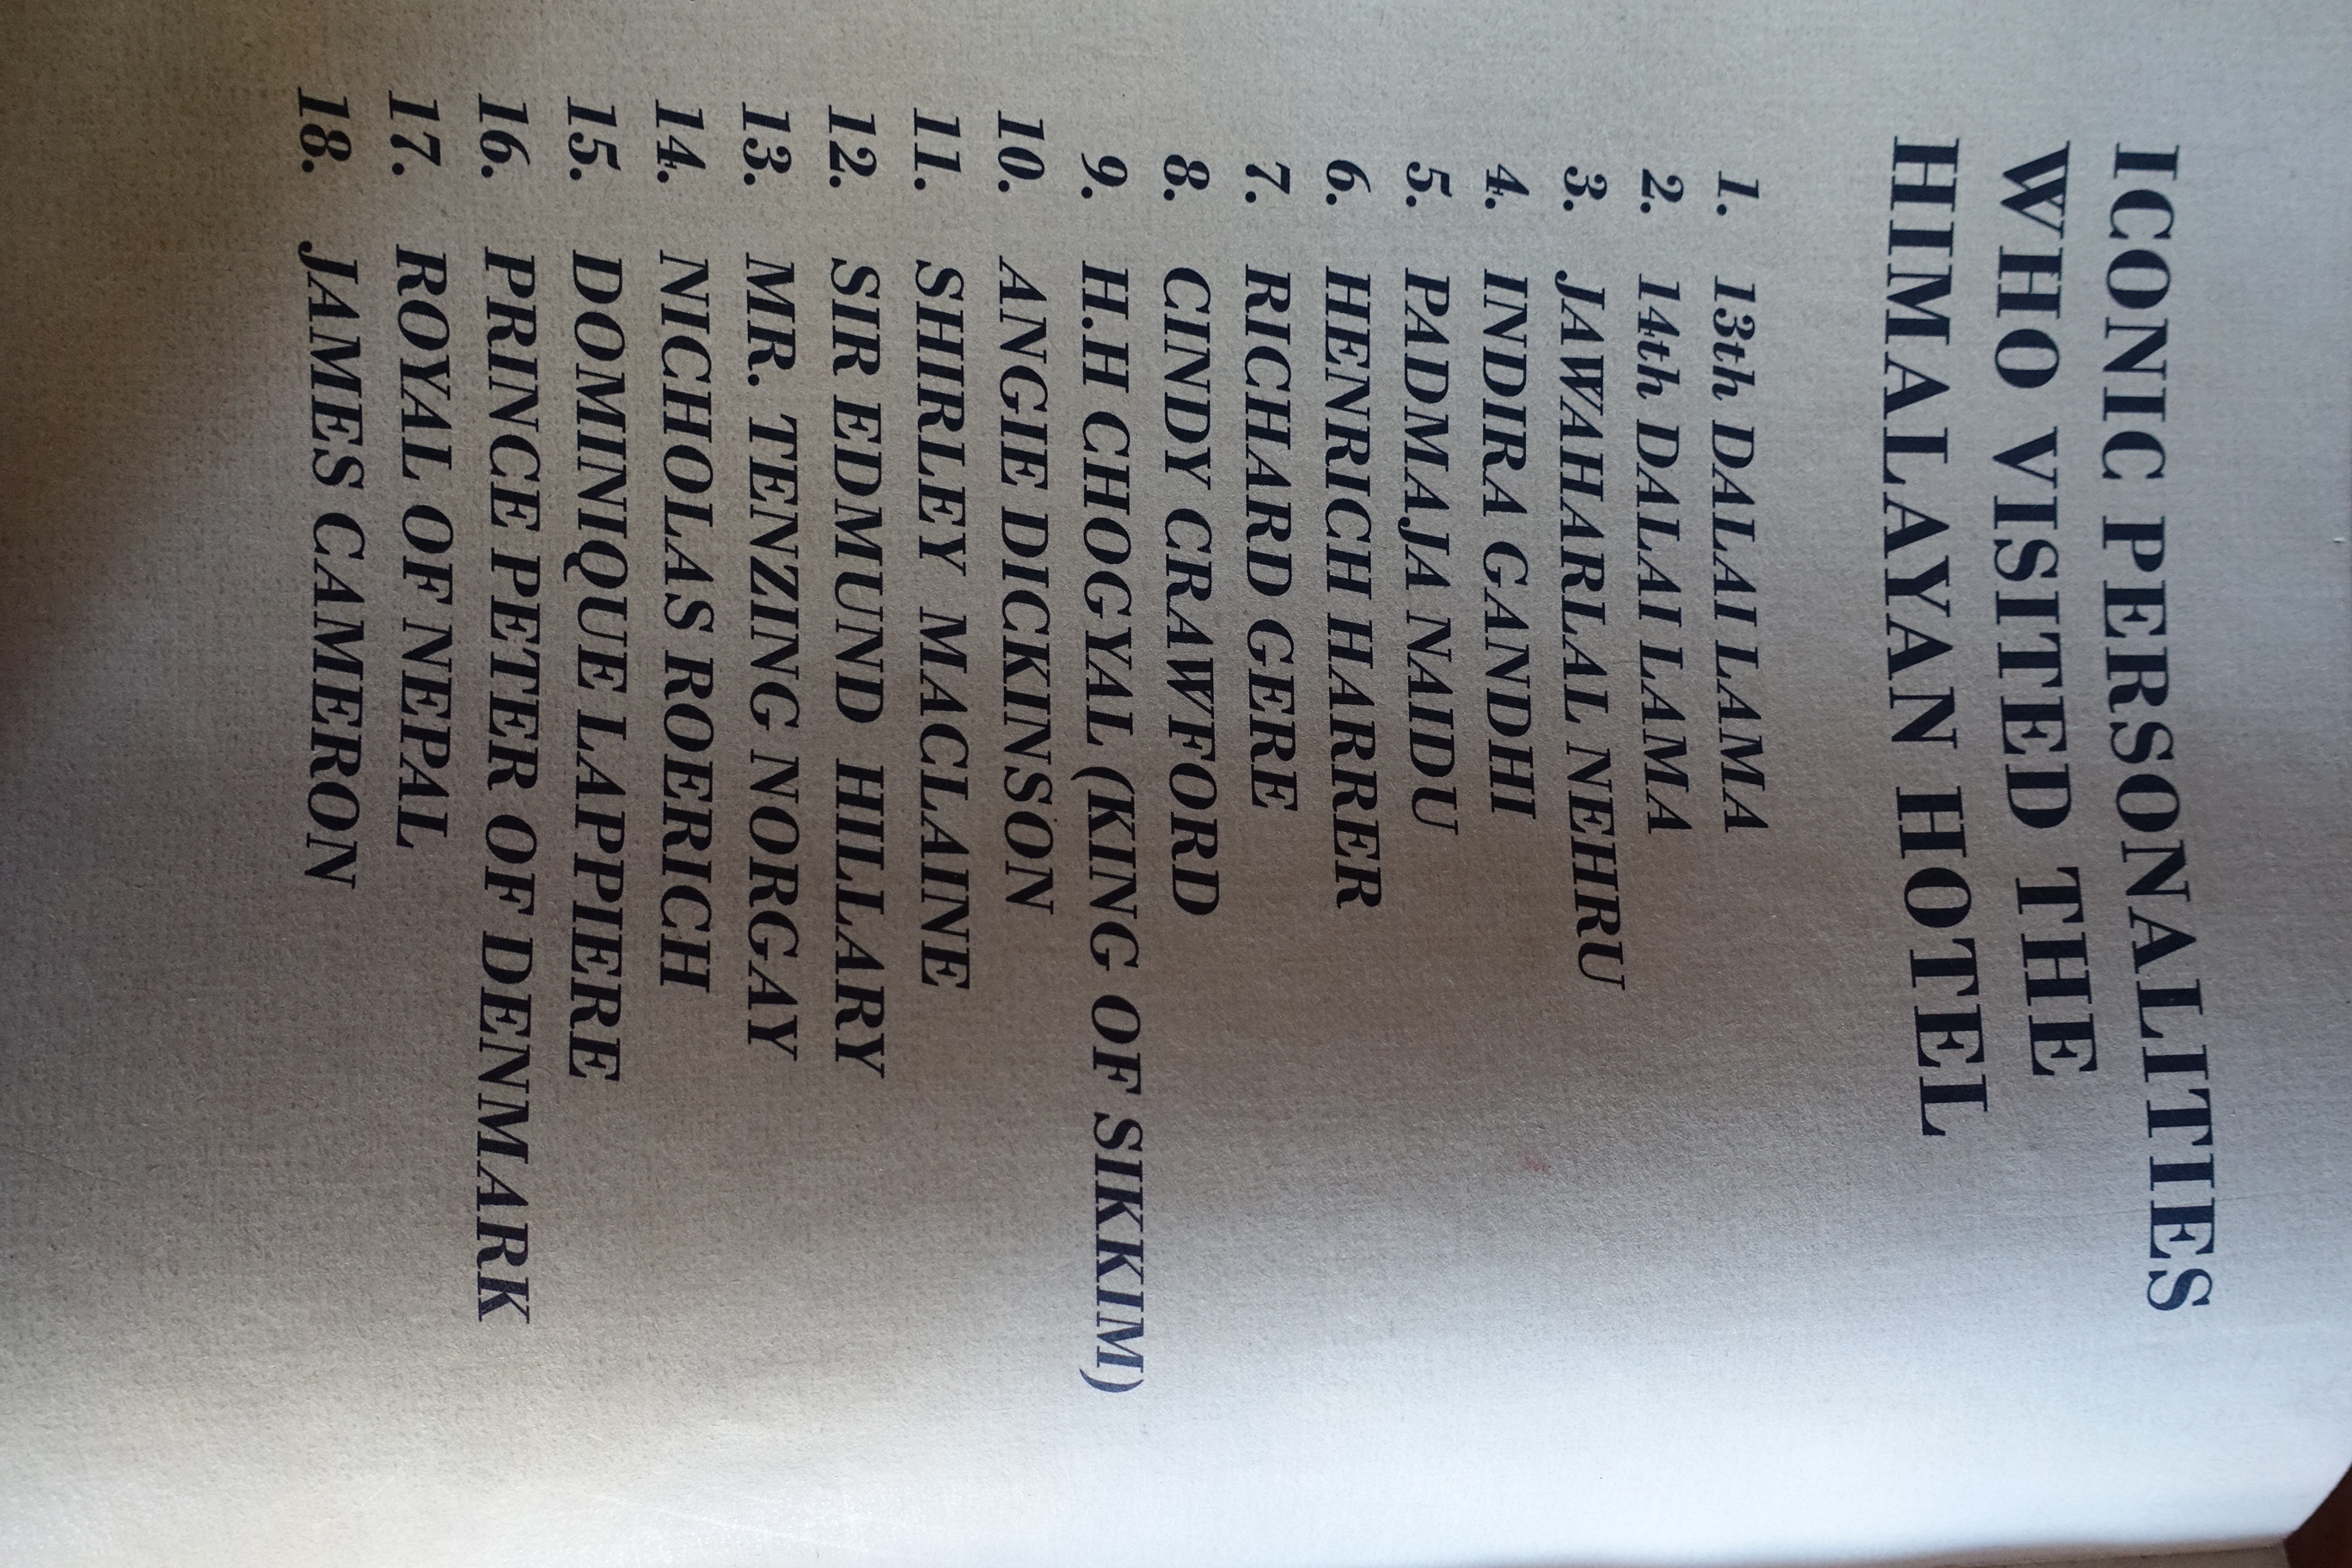 ICONIC PERSONALITIES
WHO VISITED THE
HIMALAYAN HOTEL
1. 13th DALAI LAMA
2. 14th DALAI LAMA
3. JAWAHARLAL NEHRU
4. INDIRA GANDHI
5. PADMAJA NAIDU
6. HENRICH HARRER
7. RICHARD GERE
8. CINDY CRAWFORD
9. H.H CHOGYAL (KING OF SIKKIM)
10. ANGIE DICKINSON
11. SHIRLEY MACLAINE
12. SIR EDMUND HILLARY
13. MR. TENZING NORGAY
14. NICHOLAS ROERICH
15. DOMINIQUE LAPPIERE
16. PRINCE PETER OF DENMARK
17. ROYAL OF NEPAL
18. JAMES CAMERON